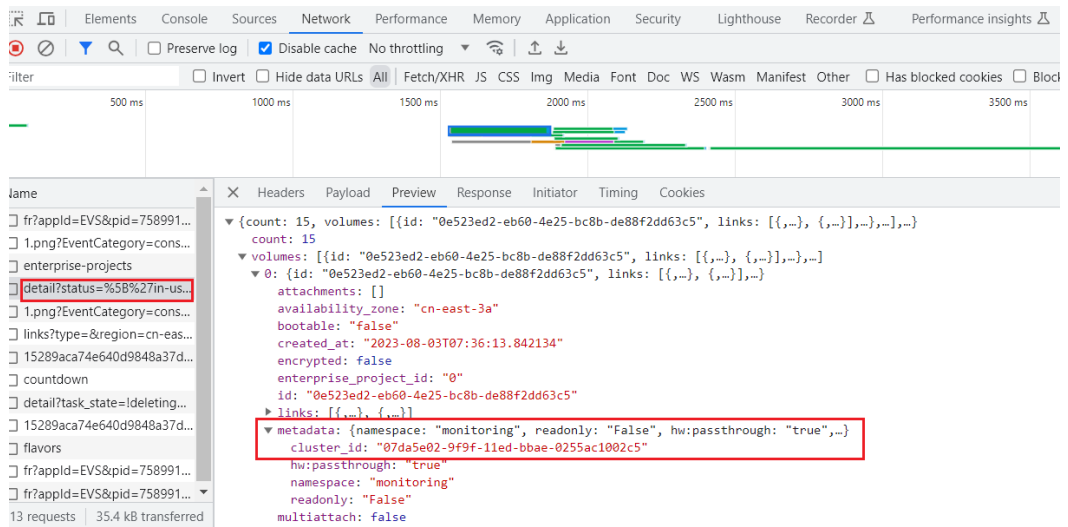 Elements Console Sources Network Performance Memory Application Security Lighthouse Recorder Performance insights
Preserve log Disable cache No throttling
Filter Invert Hide data URLs All Fetch/XHR JS CSS Img Media Font Doc WS Wasm Manifest Other Has blocked cookies
500 ms 1000 ms 1500 ms 2000 ms 2500 ms 3000 ms 3500 ms
Name
fr?appId=EVS&pid=758991...
1.png?EventCategory=cons...
enterprise-projects
detail?status=%5B%27in-us...
1.png?EventCategory=cons...
links?type=&region=cn-eas...
15289aca74e640d9848a37d...
countdown
detail?task_state=!deleting...
15289aca74e640d9848a37d...
flavors
fr?appId=EVS&pid=758991...
fr?appId=EVS&pid=758991...
13 requests 35.4 kB transferred
Headers Payload Preview Response Initiator Timing Cookies
{count: 15, volumes: [{id: "0e523ed2-eb60-4e25-bc8b-de88f2dd63c5", links: [{,…}, {,…}],…},…],…}
count: 15
volumes: [{id: "0e523ed2-eb60-4e25-bc8b-de88f2dd63c5", links: [{,…}, {,…}],…},…]
0: {id: "0e523ed2-eb60-4e25-bc8b-de88f2dd63c5", links: [{,…}, {,…}],…}
attachments: []
availability_zone: "cn-east-3a"
bootable: "false"
created_at: "2023-08-03T07:36:13.842134"
encrypted: false
enterprise_project_id: "0"
id: "0e523ed2-eb60-4e25-bc8b-de88f2dd63c5"
links: [{,…}, {,…}]
metadata: {namespace: "monitoring", readonly: "False", hw:passthrough: "true",…}
cluster_id: "07da5e02-9f9f-11ed-bbae-0255ac1002c5"
hw:passthrough: "true"
namespace: "monitoring"
readonly: "False"
multiattach: false